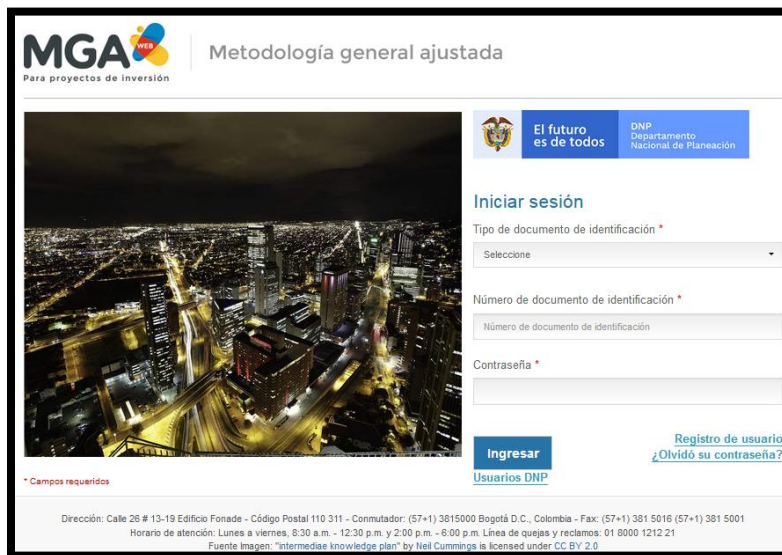 MGA WEB
Para proyectos de inversión
Metodología general ajustada
El futuro
es de todos
DNP
Departamento
Nacional de Planeación
Iniciar sesión
Tipo de documento de identificación *
Seleccione
Número de documento de identificación *
Número de documento de identificación
Contraseña *
Ingresar
Registro de usuario
¿Olvidó su contraseña?
Usuarios DNP
* Campos requeridos
Dirección: Calle 26 # 13-19 Edificio Fonade - Código Postal 110 311 - Conmutador: (57+1) 3815000 Bogotá D.C., Colombia - Fax: (57+1) 381 5016 (57+1) 381 5001
Horario de atención: Lunes a viernes, 8:30 a.m. - 12:30 p.m. y 2:00 p.m. - 6:00 p.m. Línea de quejas y reclamos: 01 8000 1212 21
Fuente Imagen: "intermediae knowledge plan" by Neil Cummings is licensed under CC BY 2.0